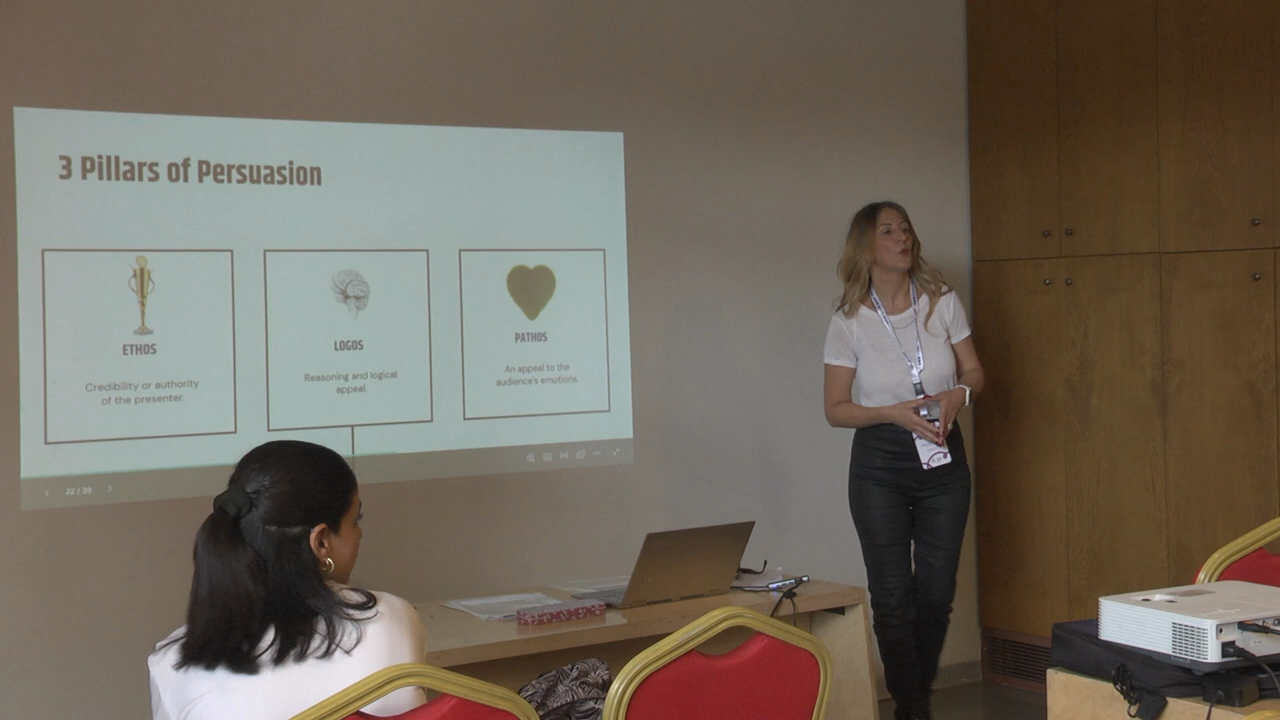 3 Pillars of Persuasion
ETHOS
Credibility or authority
of the presenter.
LOGOS
Reasoning and logical
appeal.
PATHOS
An appeal to the
audience's emotions.
22 / 39